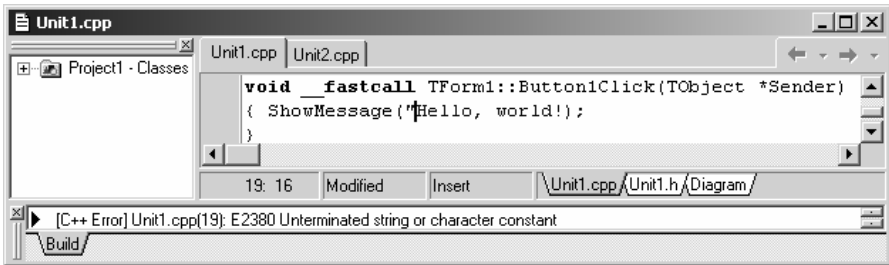 Unit1.cpp
Project1 - Classes
Unit1.cpp Unit2.cpp
void __fastcall TForm1::Button1Click(TObject *Sender)
{ ShowMessage("Hello, world!);
}
19: 16 Modified Insert Unit1.cpp Unit1.h Diagram
[C++ Error] Unit1.cpp(19): E2380 Unterminated string or character constant
Build